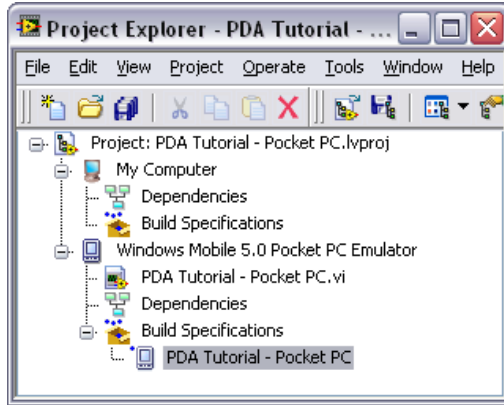 Project Explorer - PDA Tutorial - ...
File Edit View Project Operate Tools Window Help
Project: PDA Tutorial - Pocket PC.lvproj
My Computer
Dependencies
Build Specifications
Windows Mobile 5.0 Pocket PC Emulator
PDA Tutorial - Pocket PC.vi
Dependencies
Build Specifications
PDA Tutorial - Pocket PC